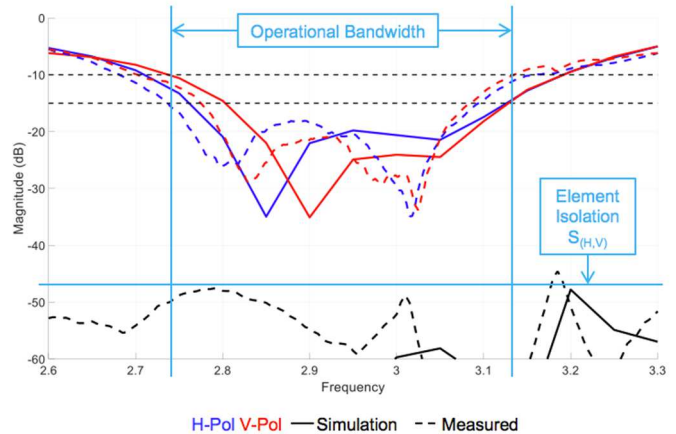 Operational Bandwidth
0
-10
-20
-30
-40
-50
-60
Magnitude (dB)
Element
Isolation
S(H,V)
2.6
2.7
2.8
2.9
3
3.1
3.2
3.3
Frequency
H-Pol V-Pol Simulation Measured